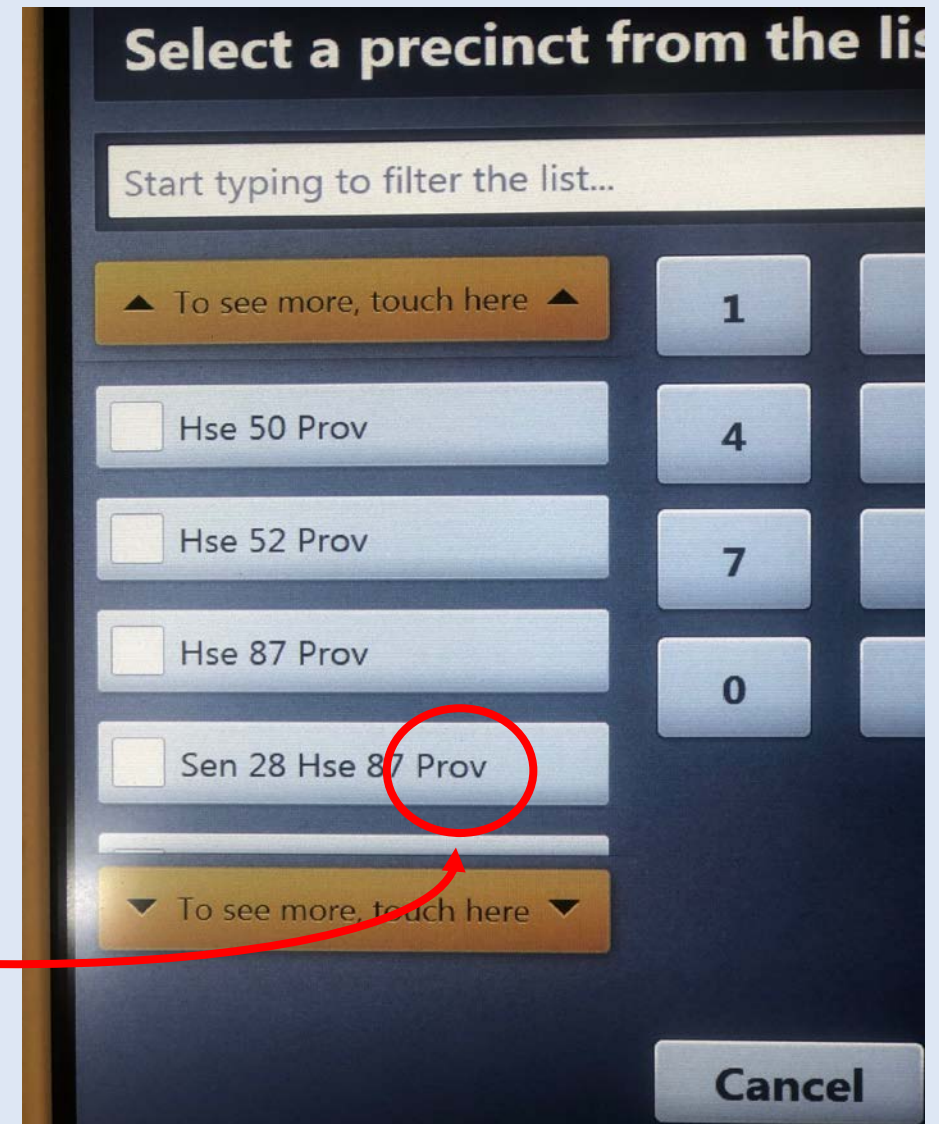 Select a precinct from the lis
Start typing to filter the list...
▲ To see more, touch here ▲
1
Hse 50 Prov
4
Hse 52 Prov
7
Hse 87 Prov
0
Sen 28 Hse 87 Prov
▼ To see more, touch here ▼
Cancel